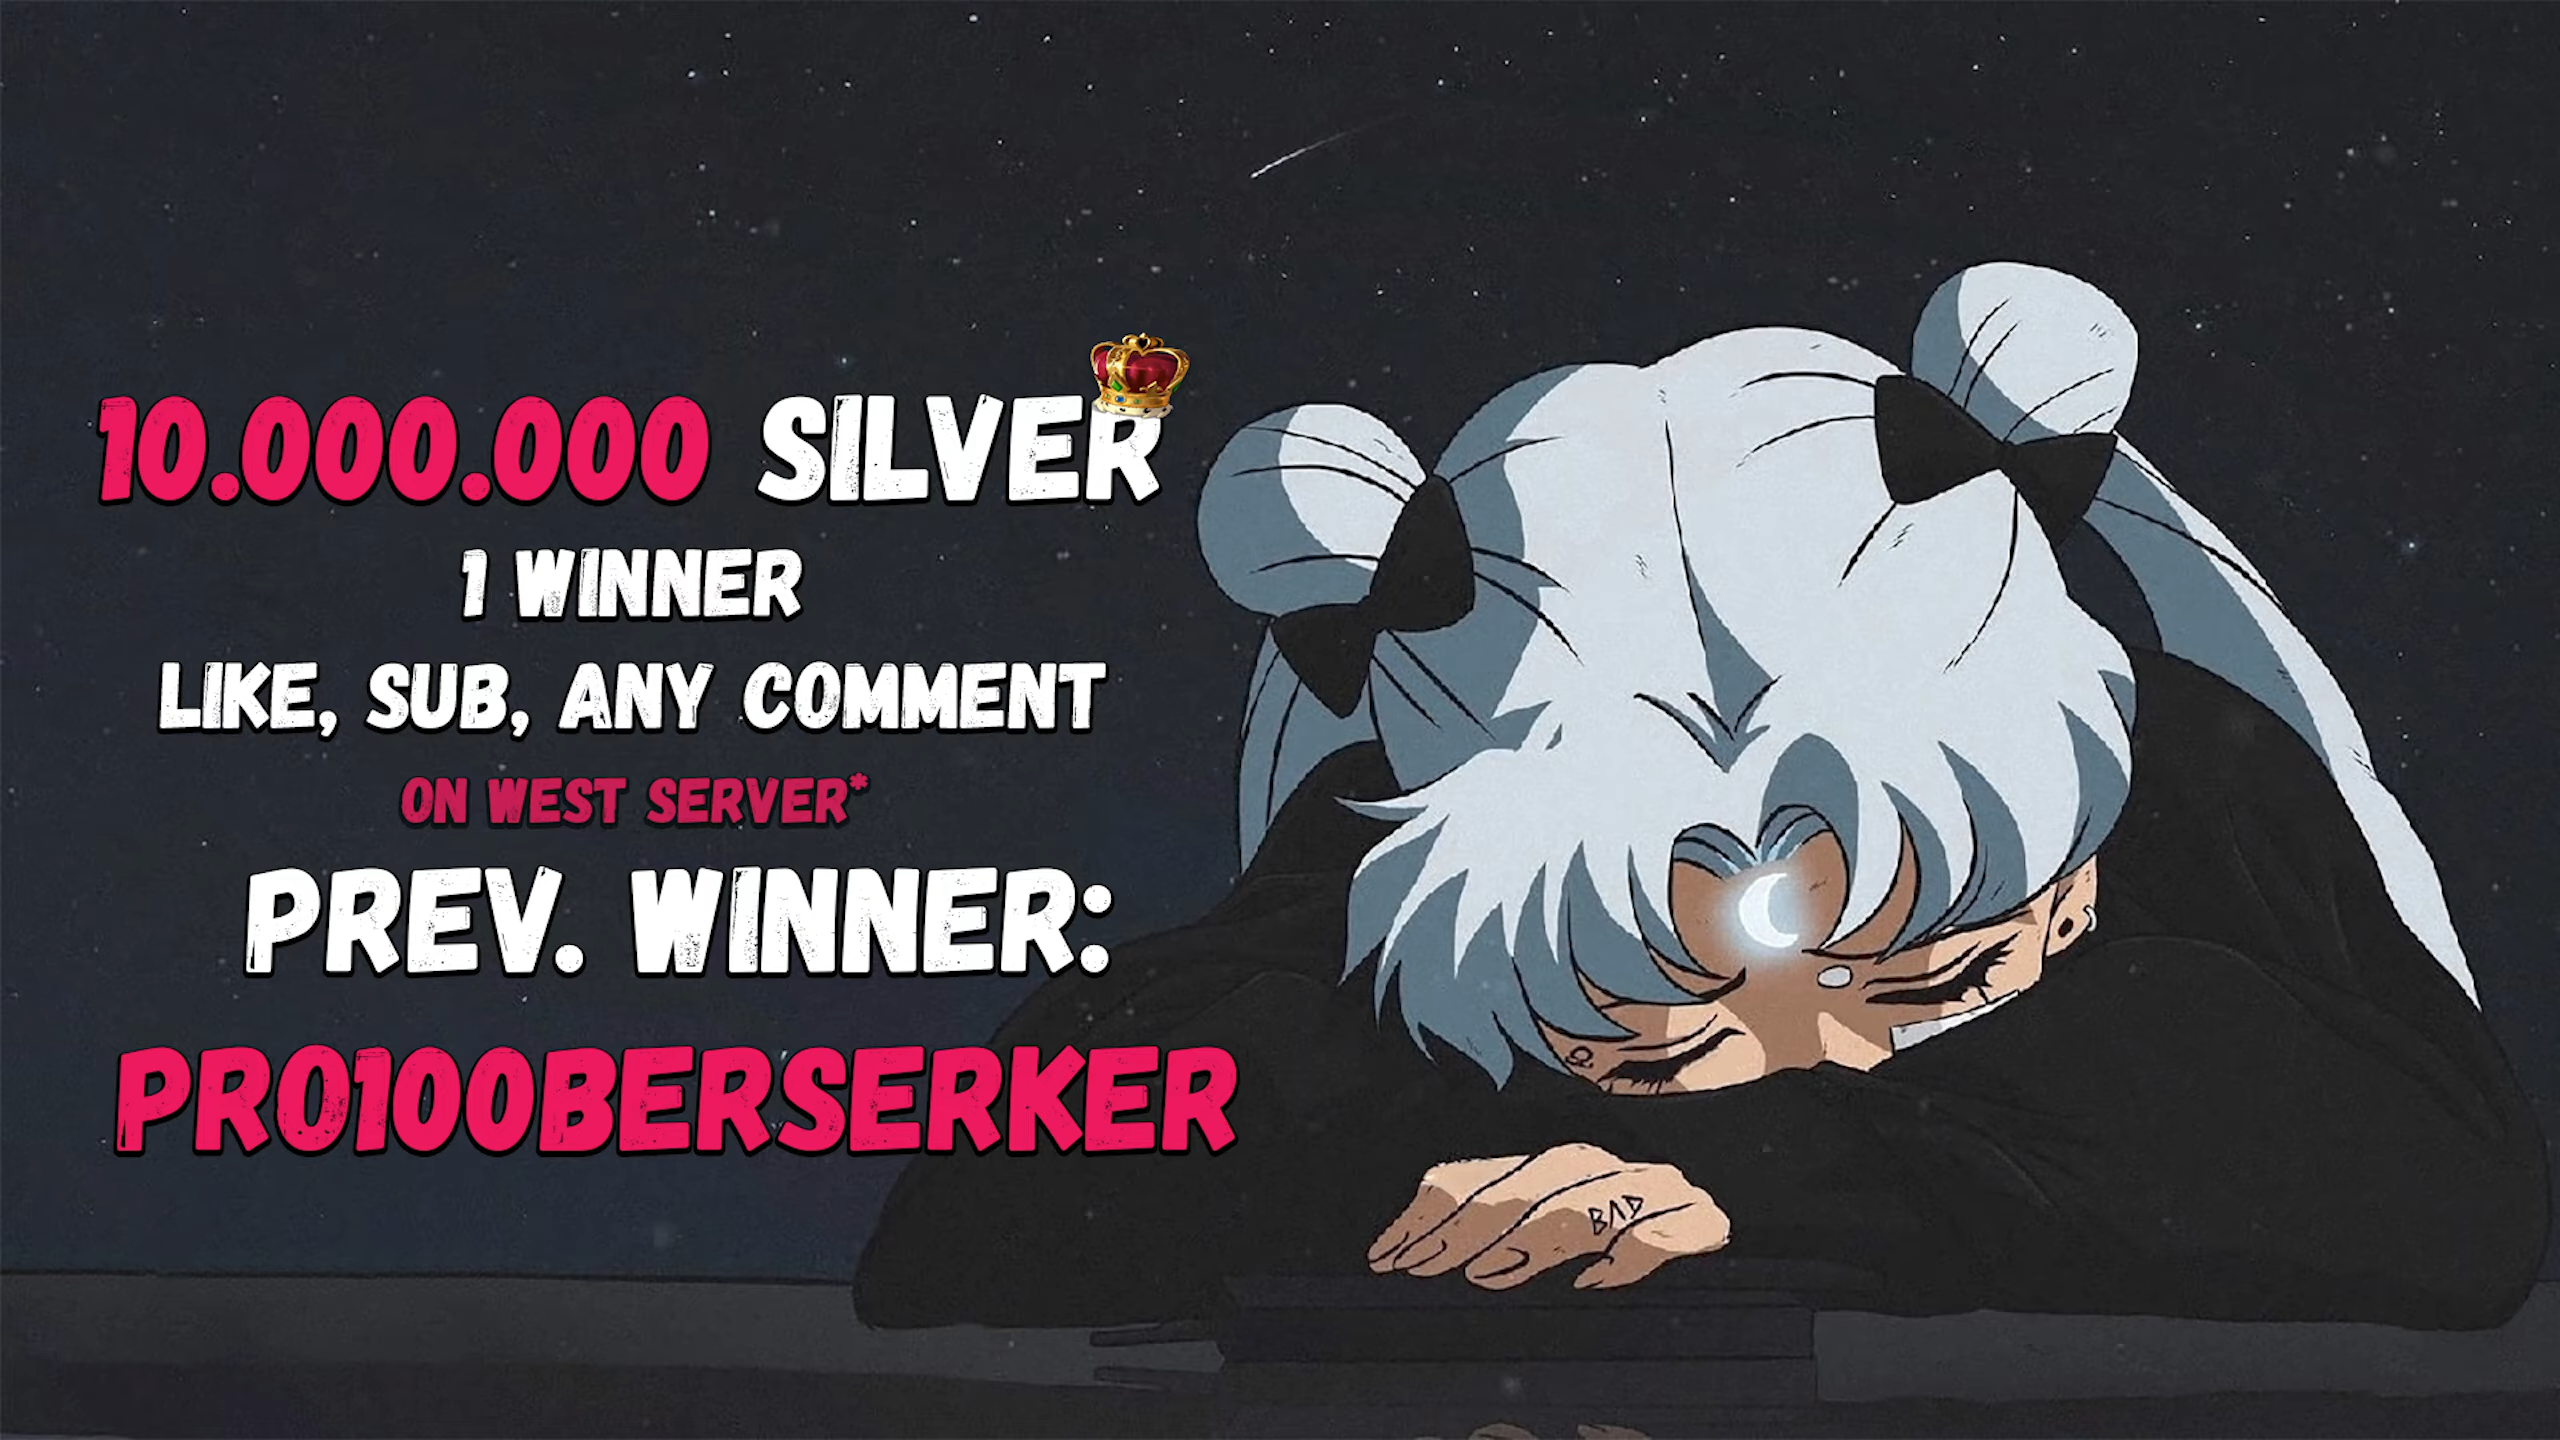 10.000.000 SILVER
1 WINNER
LIKE, SUB, ANY COMMENT
ON WEST SERVER*
PREV. WINNER:
PRO100BERSERKER
BAD